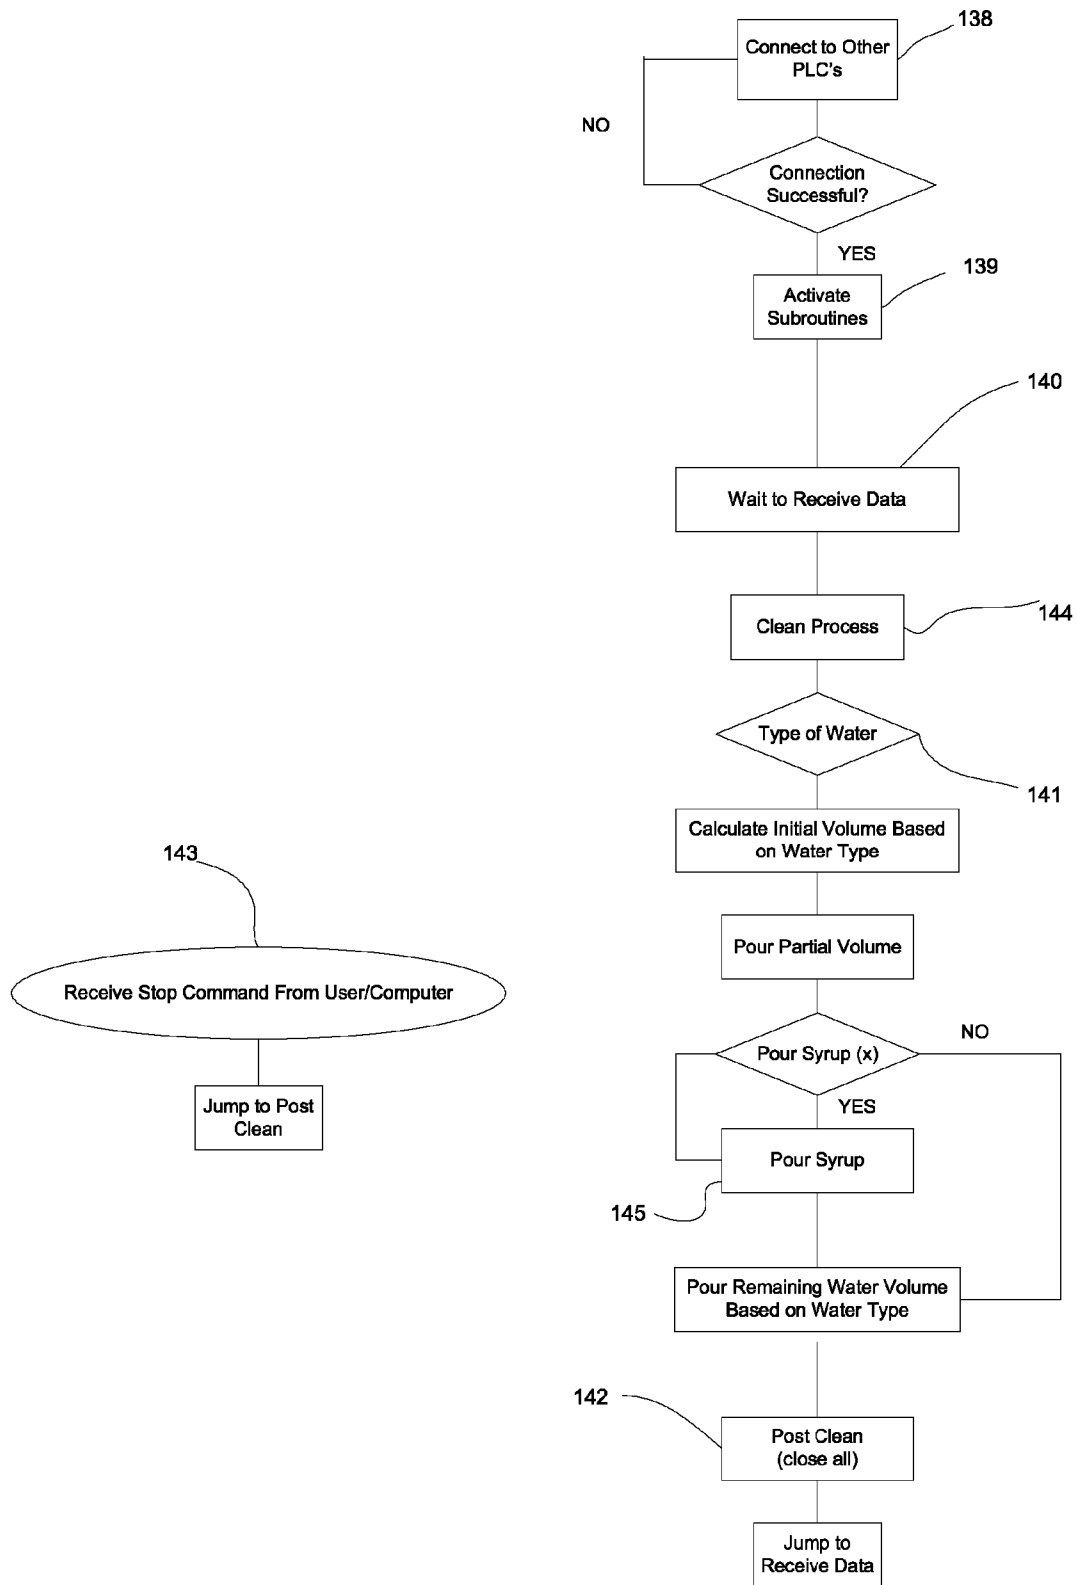 138
Connect to Other
PLC's
NO
Connection
Successful?
YES
139
Activate
Subroutines
140
Wait to Receive Data
144
Clean Process
Type of Water
141
Calculate Initial Volume Based
on Water Type
143
Pour Partial Volume
Receive Stop Command From User/Computer
NO
Pour Syrup (x)
YES
Jump to Post
Clean
Pour Syrup
145
Pour Remaining Water Volume
Based on Water Type
142
Post Clean
(close all)
Jump to
Receive Data